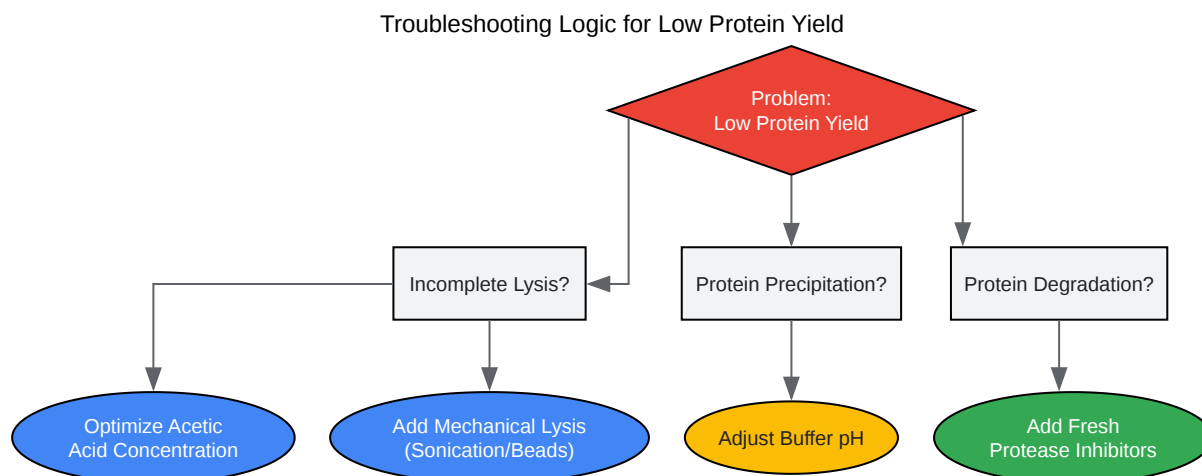 Troubleshooting Logic for Low Protein Yield
Problem:
Low Protein Yield
Incomplete Lysis?
Protein Precipitation?
Protein Degradation?
Optimize Acetic
Acid Concentration
Add Mechanical Lysis
(Sonication/Beads)
Adjust Buffer pH
Add Fresh
Protease Inhibitors